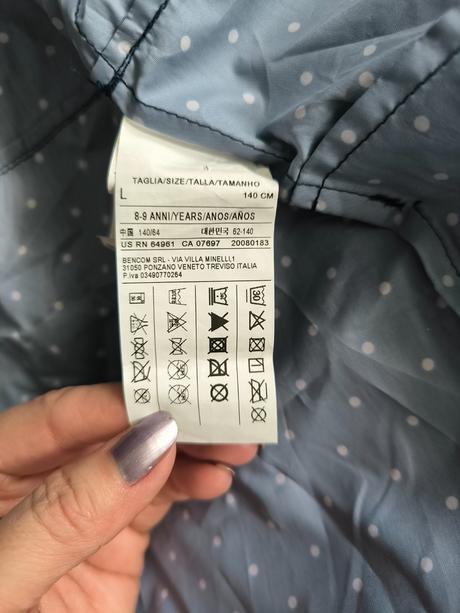 TAGLIA/SIZE/TALLA/TAMANHO
L 140 CM
8-9 ANNI/YEARS/ANOS/AÑOS
中国 140/64 대한민국 62-140
US RN 64961 CA 07697 20080183
BENCOM SRL - VIA VILLA MINELLI,1
31050 PONZANO VENETO TREVISO ITALIA
P.iva 03490770264
30